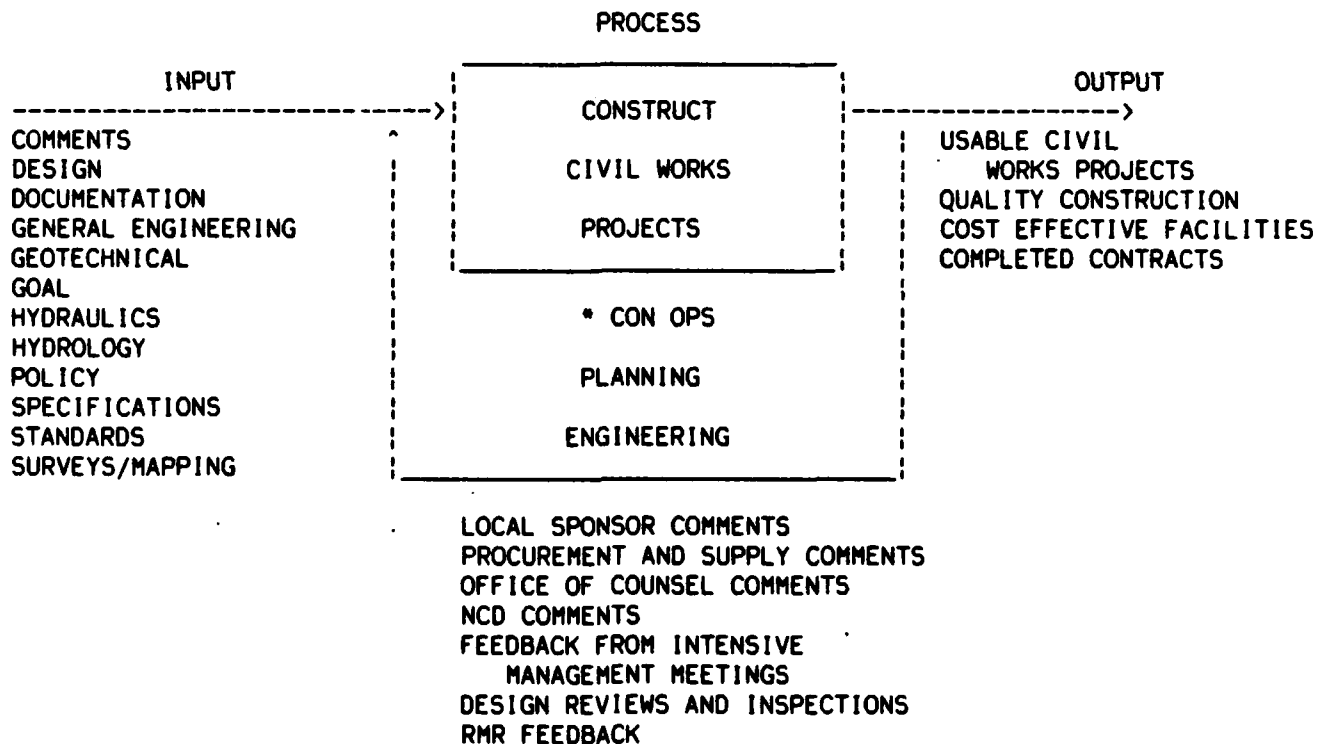 PROCESS
INPUT
OUTPUT
CONSTRUCT
CIVIL WORKS
PROJECTS
COMMENTS
DESIGN
DOCUMENTATION
GENERAL ENGINEERING
GEOTECHNICAL
GOAL
HYDRAULICS
HYDROLOGY
POLICY
SPECIFICATIONS
STANDARDS
SURVEYS/MAPPING
* CON OPS
PLANNING
ENGINEERING
USABLE CIVIL
WORKS PROJECTS
QUALITY CONSTRUCTION
COST EFFECTIVE FACILITIES
COMPLETED CONTRACTS
LOCAL SPONSOR COMMENTS
PROCUREMENT AND SUPPLY COMMENTS
OFFICE OF COUNSEL COMMENTS
NCD COMMENTS
FEEDBACK FROM INTENSIVE
MANAGEMENT MEETINGS
DESIGN REVIEWS AND INSPECTIONS
RMR FEEDBACK